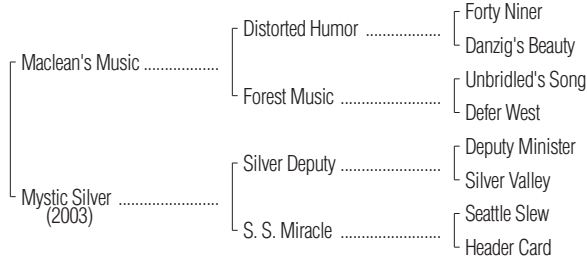 Forty Niner
Distorted Humor ..................
Danzig's Beauty
Maclean's Music ..................
Unbridled's Song
Forest Music ........................
Defer West
Deputy Minister
Silver Deputy ........................
Silver Valley
Mystic Silver ........................
(2003)
Seattle Slew
S. S. Miracle ........................
Header Card